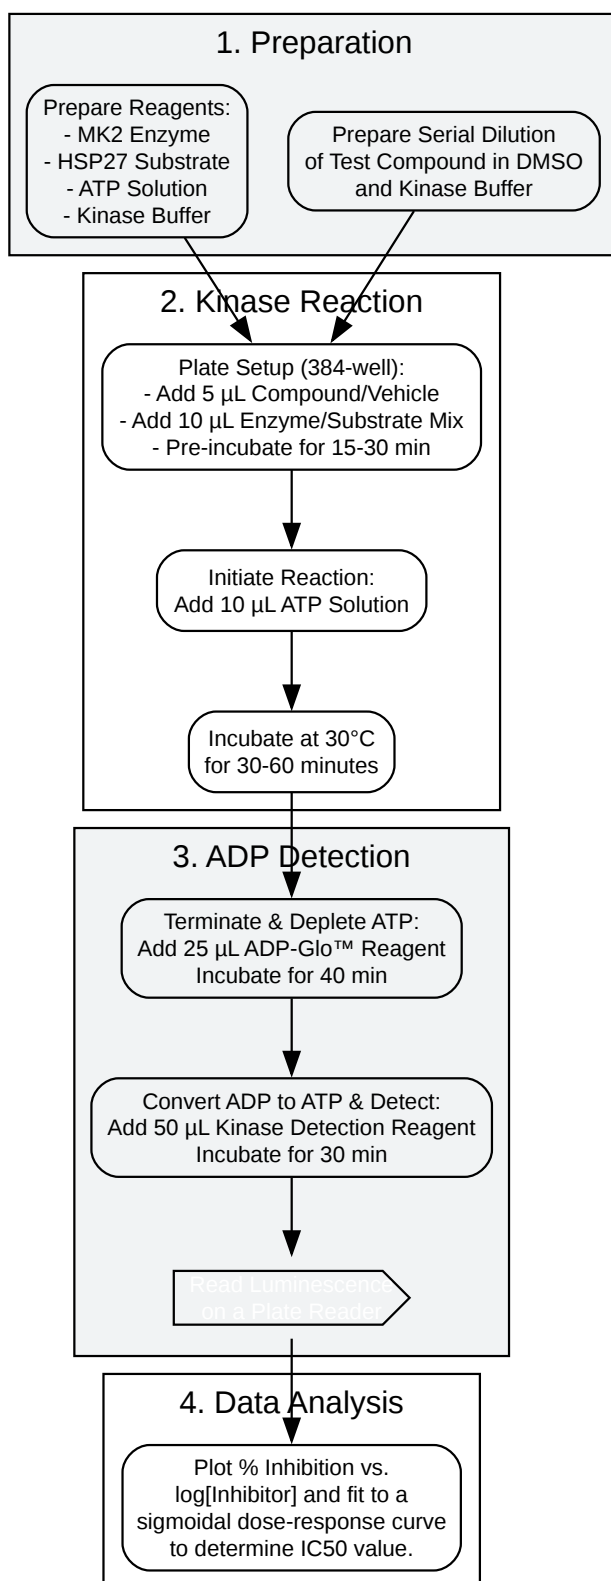 1. Preparation
Prepare Reagents:
- MK2 Enzyme
- HSP27 Substrate
- ATP Solution
- Kinase Buffer
Prepare Serial Dilution
of Test Compound in DMSO
and Kinase Buffer
2. Kinase Reaction
Plate Setup (384-well):
- Add 5 µL Compound/Vehicle
- Add 10 µL Enzyme/Substrate Mix
- Pre-incubate for 15-30 min
Initiate Reaction:
Add 10 µL ATP Solution
Incubate at 30°C
for 30-60 minutes
3. ADP Detection
Terminate & Deplete ATP:
Add 25 µL ADP-Glo™ Reagent
Incubate for 40 min
Convert ADP to ATP & Detect:
Add 50 µL Kinase Detection Reagent
Incubate for 30 min
Read Luminescence
on a Plate Reader
4. Data Analysis
Plot % Inhibition vs.
log[Inhibitor] and fit to a
sigmoidal dose-response curve
to determine IC50 value.